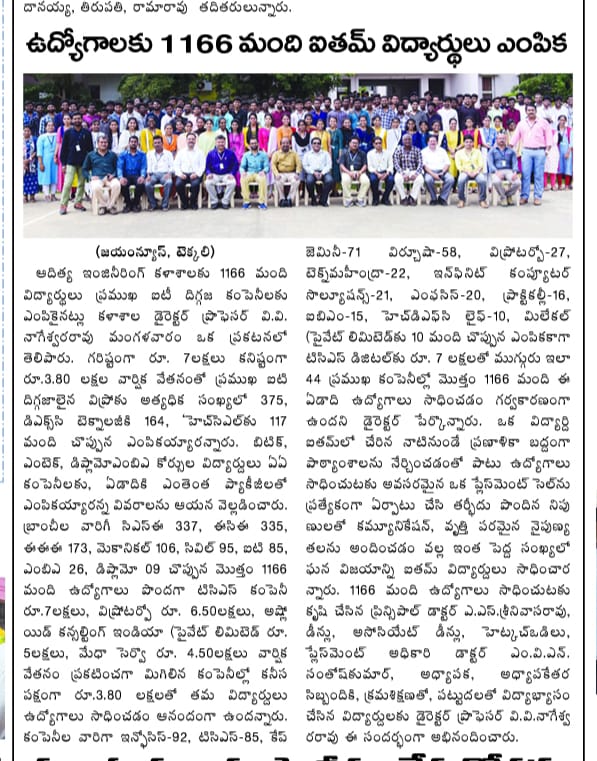 దానయ్య, తిరుపతి, రామారావు తదితరులున్నారు.
ఉద్యోగాలకు 1166 మంది ఐతమ్ విద్యార్థులు ఎంపిక
(జయంన్యూస్, టెక్కలి)
ఆదిత్య ఇంజినీరింగ్ కళాశాలకు 1166 మంది
విద్యార్థులు ప్రముఖ ఐటీ దిగ్గజ కంపెనీలకు
ఎంపికైనట్లు కళాశాల డైరెక్టర్ ప్రొఫెసర్ వి.వి.
నాగేశ్వరరావు మంగళవారం ఒక ప్రకటనలో
తెలిపారు. గరిష్టంగా రూ. 7లక్షలు కనిష్టంగా
రూ.3.80 లక్షల వార్షిక వేతనంతో ప్రముఖ ఐటి
దిగ్గజాలైన విప్రోకు అత్యధిక సంఖ్యలో 375,
డిఎక్స్‌సి టెక్నాలజీకి 164, హెచ్‌సిఎల్‌కు 117
మంది చొప్పున ఎంపికయ్యారన్నారు. బిటెక్,
ఎంటెక్, డిప్లొమోఎంబిఎ కోర్సుల విద్యార్దులు ఏఏ
కంపెనీలకు, ఏడాదికి ఎంతెంత ప్యాకేజీలతో
ఎంపికయ్యారన్న వివరాలను ఆయన వెల్లడించారు.
బ్రాంచీల వారిగీ సిఎస్ఈ 337, ఈసిఈ 335,
ఈఈఈ 173, మెకానికల్ 106, సివిల్ 95, ఐటి 85,
ఎంబిఎ 26, డిప్లొమో 09 చొప్పున మొత్తం 1166
మంది ఉద్యోగాలు పొందగా టిసిఎస్ కంపెనీ
రూ.7లక్షలు, విప్రోటర్బో రూ. 6.50లక్షలు, అప్లో
యిడ్ కన్సల్టింగ్ ఇండియా ప్రైవేట్ లిమిటెడ్ రూ.
5లక్షలు, మేధా సెర్వో రూ. 4.50లక్షలు వార్షిక
వేతనం ప్రకటించగా మిగిలిన కంపెనీల్లో కనీస
పక్షంగా రూ.3.80 లక్షలతో తమ విద్యార్దులు
ఉద్యోగాలు సాధించడం ఆనందంగా ఉందన్నారు.
కంపెనీల వారిగా ఇన్ఫోసిస్-92, టిసిఎస్-85, కేప్
జెమినీ-71 విర్చూషా-58, విప్రోటర్బో-27,
టెక్న్‌మహీంద్రా-22, ఇన్‌ఫినిట్ కంప్యూటర్
సొల్యూషన్స్-21, ఎంఫసిస్-20, ప్రాక్టికల్లీ-16,
ఐబిఎం-15, హెచ్‌డిఎఫ్‌సి లైఫ్-10, మిలేకల్
ప్రైవేట్ లిమిటెడ్‌కు 10 మంది చొప్పున ఎంపికకాగా
టిసిఎస్ డిజిటల్‌కు రూ. 7 లక్షలతో ముగ్గురు ఇలా
44 ప్రముఖ కంపెనీల్లో మొత్తం 1166 మంది ఈ
ఏడాది ఉద్యోగాలు సాధించడం గర్వకారణంగా
ఉందని డైరెక్టర్ పేర్కొన్నారు. ఒక విద్యార్ది
ఐతమ్‌లో చేరిన నాటినుండే ప్రణాళికా బద్దంగా
పాఠ్యాంశాలను నేర్పించడంతో పాటు ఉద్యోగాలు
సాధించుటకు అవసరమైన ఒక ప్లేస్‌మెంట్ సెల్‌ను
ప్రత్యేకంగా ఏర్పాటు చేసి తర్ఫీదు పొందిన నిపు
ణులతో కమ్యూనికేషన్, వృత్తి పరమైన నైపుణ్య
తలను అందించడం వల్ల ఇంత పెద్ద సంఖ్యలో
ఘన విజయాన్ని ఐతమ్ విద్యార్దులు సాధించార
న్నారు. 1166 మంది ఉద్యోగాలు సాధించుటకు
కృషి చేసిన ప్రిన్సిపాల్ డాక్టర్ ఎ.ఎస్.శ్రీనివాసరావు,
డీన్లు, అసోసియేట్ డీన్లు, హెట్కచ్‌ఒడిలు,
ప్లేస్‌మెంట్ అధికారి డాక్టర్ ఎం.వి.ఎన్.
సంతోష్‌కుమార్, అధ్యాపక, అధ్యాపకేతర
సిబ్బందికి, క్రమశిక్షణతో, పట్టుదలతో విద్యాభ్యాసం
చేసిన విద్యార్దులకు డైరెక్టర్ ప్రొఫెసర్ వి.వి.నాగేశ్వ
రరావు ఈ సందర్భంగా అభినందించారు.